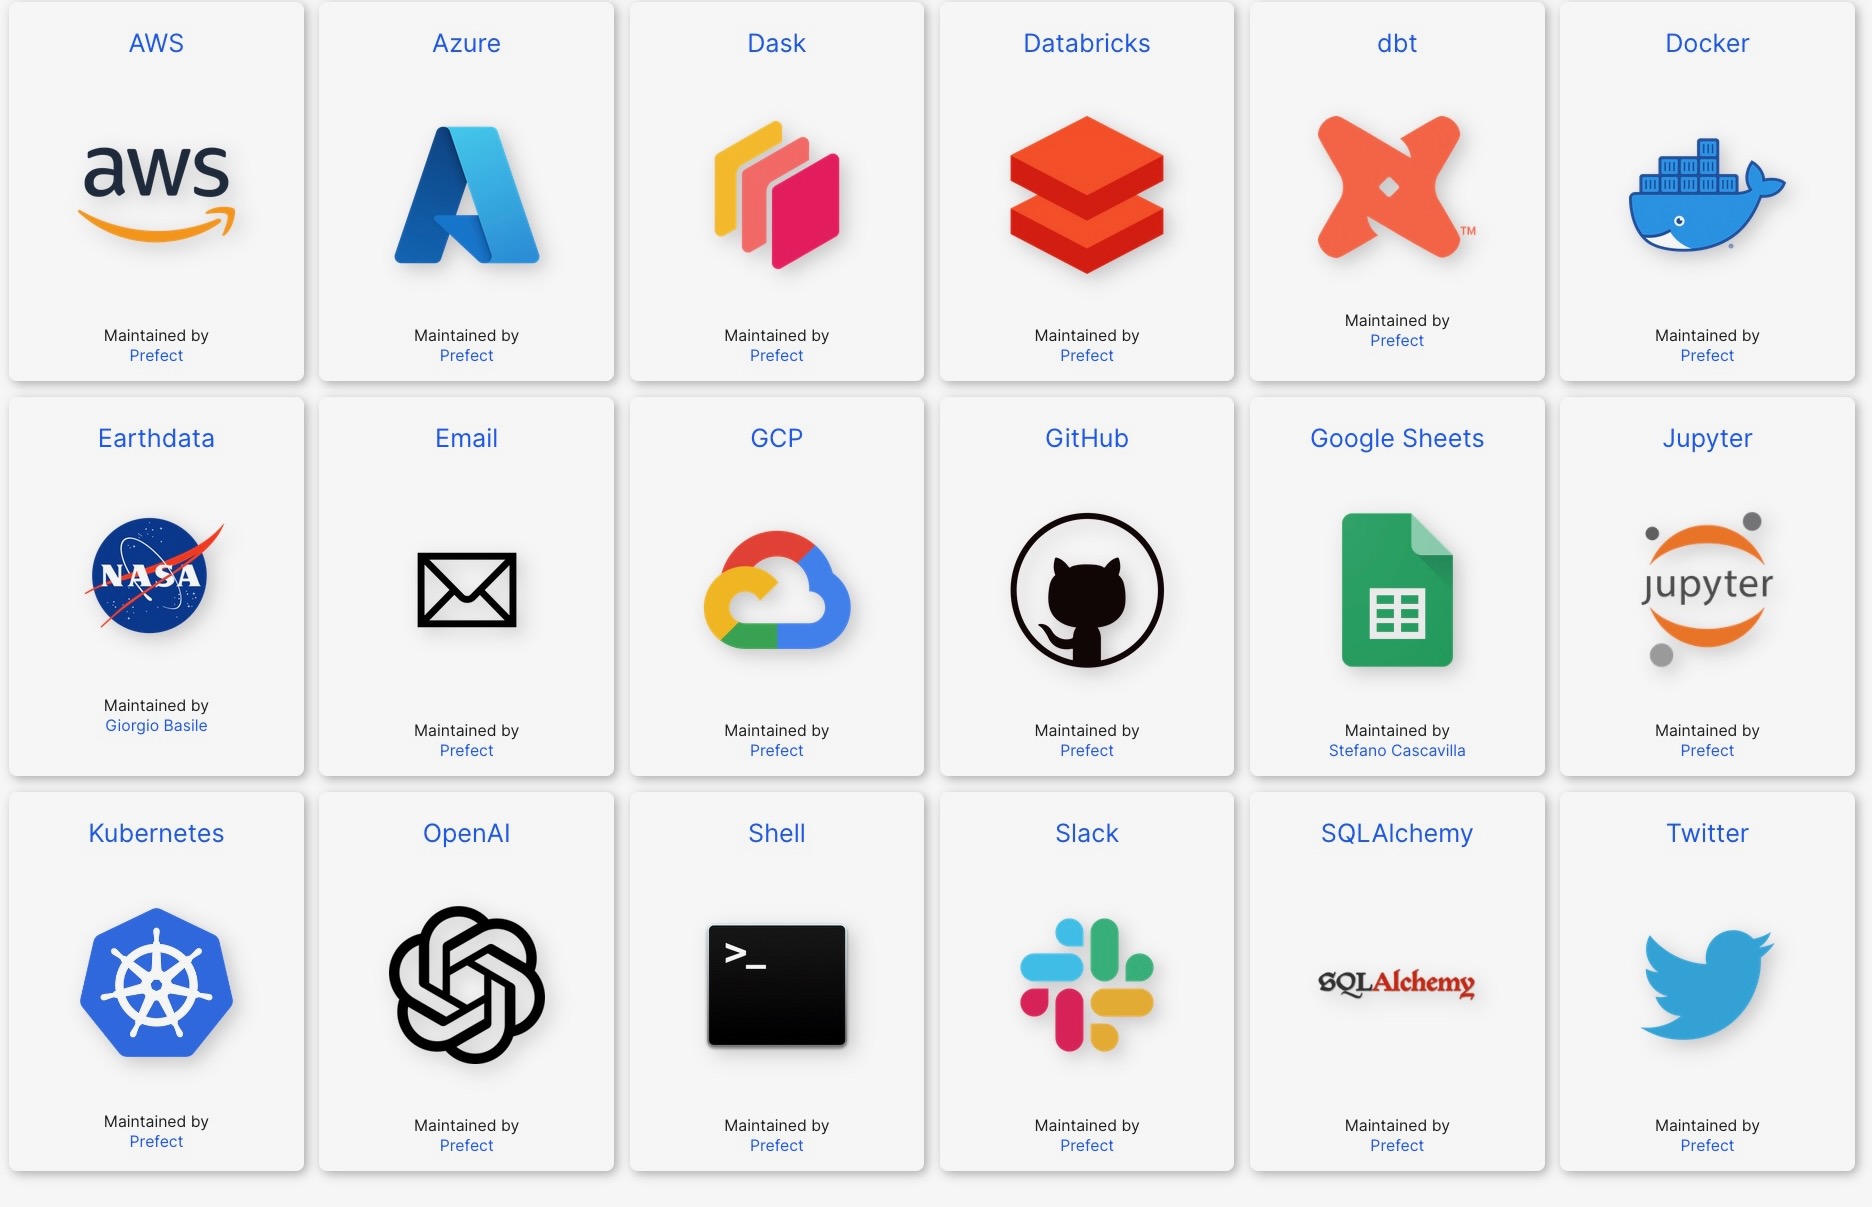 AWS
Azure
Dask
Databricks
dbt
Docker
aws
TM
Maintained by
Prefect
Maintained by
Prefect
Maintained by
Prefect
Maintained by
Prefect
Maintained by
Prefect
Maintained by
Prefect
Earthdata
Email
GCP
GitHub
Google Sheets
Jupyter
NASA
jupyter
Maintained by
Giorgio Basile
Maintained by
Prefect
Maintained by
Prefect
Maintained by
Prefect
Maintained by
Stefano Cascavilla
Maintained by
Prefect
Kubernetes
OpenAI
Shell
Slack
SQLAlchemy
Twitter
>_
SQLAlchemy
Maintained by
Prefect
Maintained by
Prefect
Maintained by
Prefect
Maintained by
Prefect
Maintained by
Prefect
Maintained by
Prefect